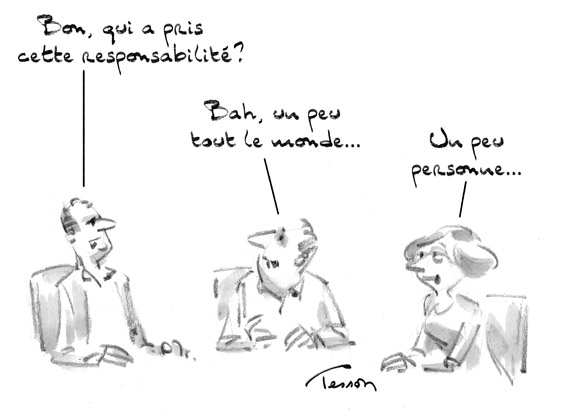 Bon, qui a pris
cette responsabilité?
Bah, un peu
tout le monde...
Un peu
personne...
Tesson